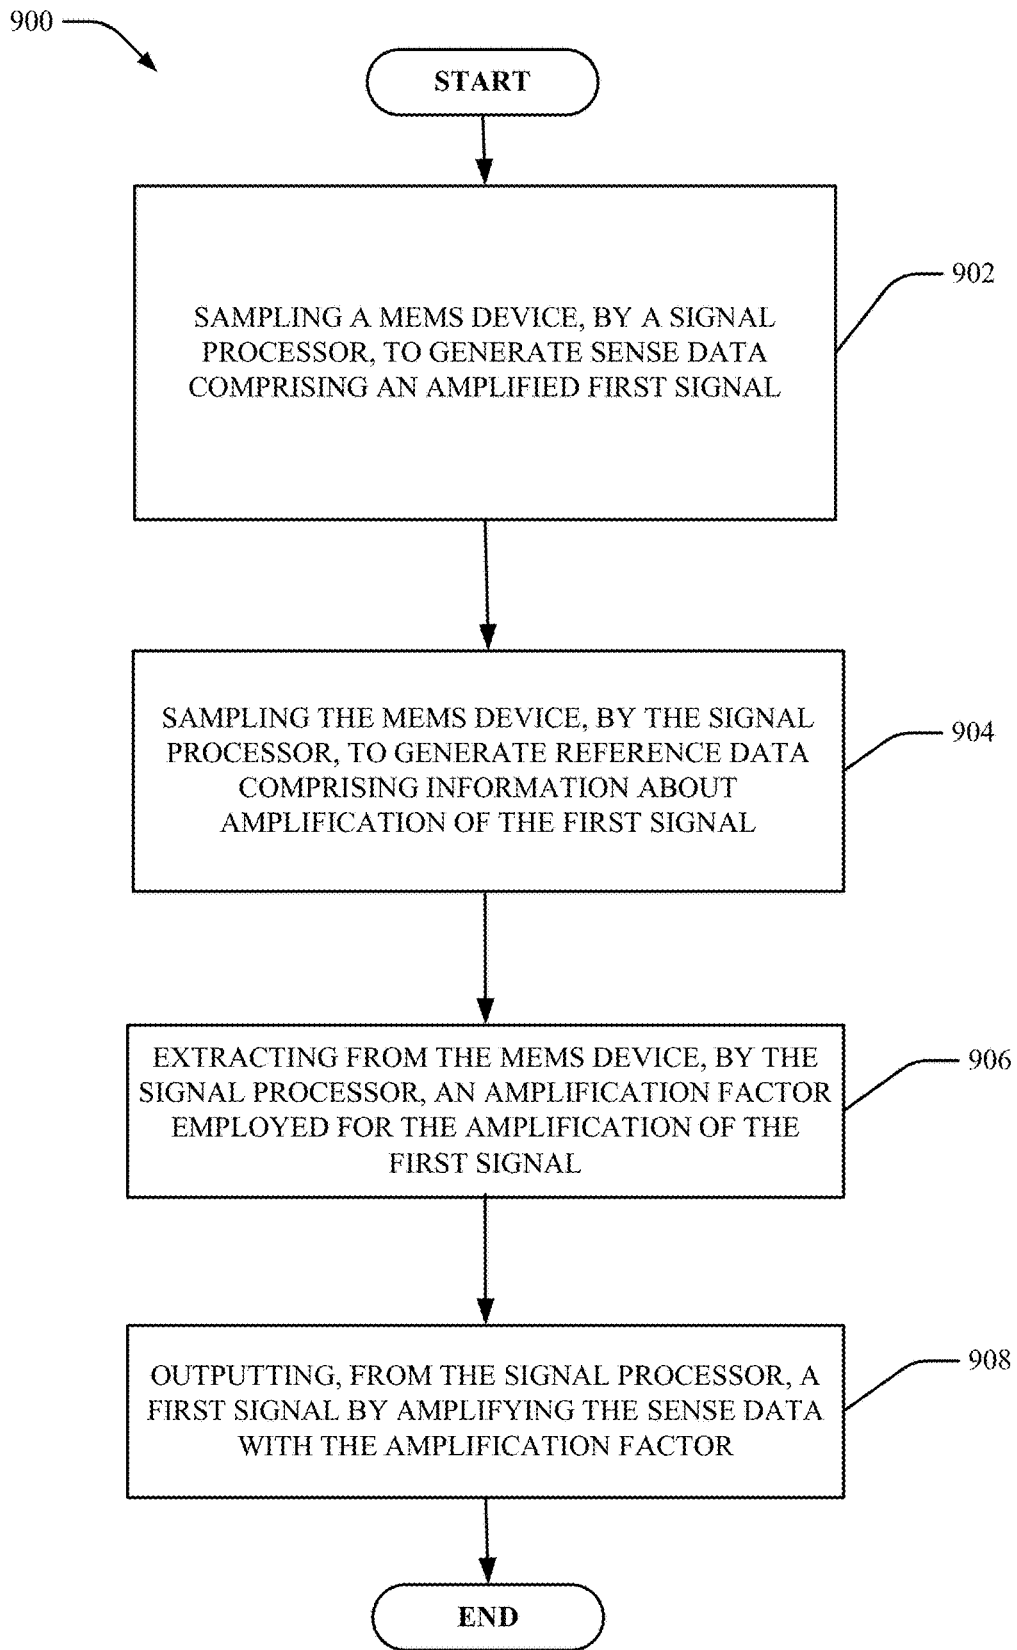 900
START
902
SAMPLING A MEMS DEVICE, BY A SIGNAL
PROCESSOR, TO GENERATE SENSE DATA
COMPRISING AN AMPLIFIED FIRST SIGNAL
904
SAMPLING THE MEMS DEVICE, BY THE SIGNAL
PROCESSOR, TO GENERATE REFERENCE DATA
COMPRISING INFORMATION ABOUT
AMPLIFICATION OF THE FIRST SIGNAL
906
EXTRACTING FROM THE MEMS DEVICE, BY THE
SIGNAL PROCESSOR, AN AMPLIFICATION FACTOR
EMPLOYED FOR THE AMPLIFICATION OF THE
FIRST SIGNAL
908
OUTPUTTING, FROM THE SIGNAL PROCESSOR, A
FIRST SIGNAL BY AMPLIFYING THE SENSE DATA
WITH THE AMPLIFICATION FACTOR
END